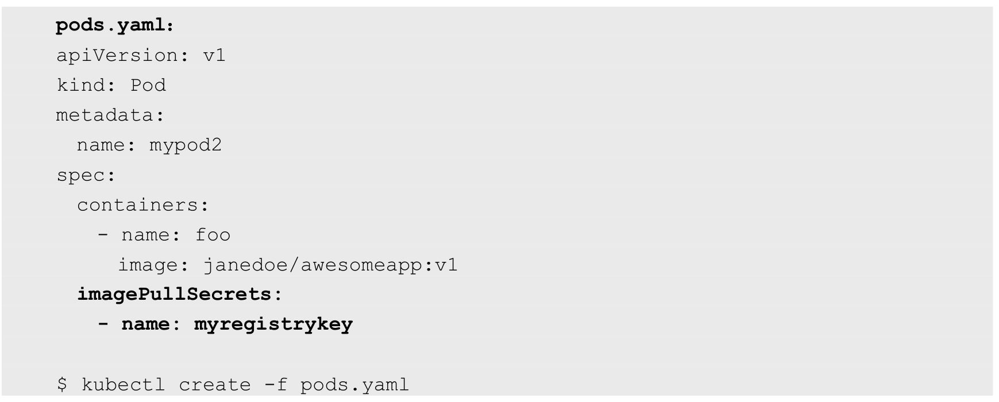 pods.yaml:
apiVersion: v1
kind: Pod
metadata:
  name: mypod2
spec:
  containers:
    - name: foo
      image: janedoe/awesomeapp:v1
  imagePullSecrets:
    - name: myregistrykey
$ kubectl create -f pods.yaml